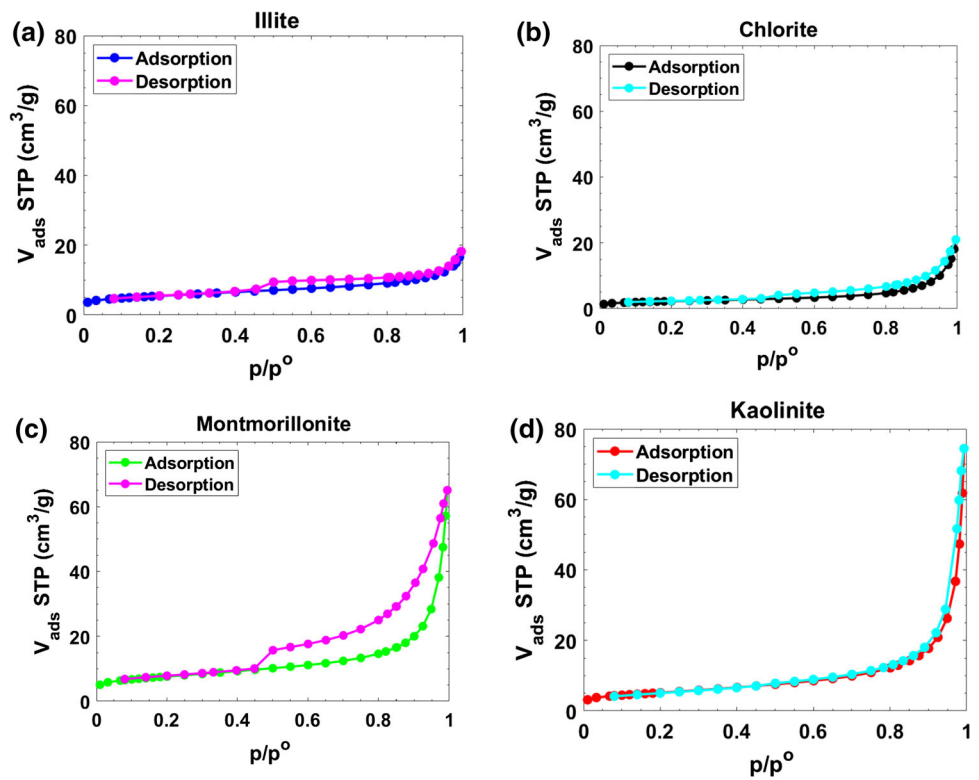 (a)
Illite
80
60
40
20
0
V_ads STP (cm³/g)
Adsorption
Desorption
0 0.2 0.4 0.6 0.8 1
p/p°
(b)
Chlorite
80
60
40
20
0
V_ads STP (cm³/g)
Adsorption
Desorption
0 0.2 0.4 0.6 0.8 1
p/p°
(c)
Montmorillonite
80
60
40
20
0
V_ads STP (cm³/g)
Adsorption
Desorption
0 0.2 0.4 0.6 0.8 1
p/p°
(d)
Kaolinite
80
60
40
20
0
V_ads STP (cm³/g)
Adsorption
Desorption
0 0.2 0.4 0.6 0.8 1
p/p°